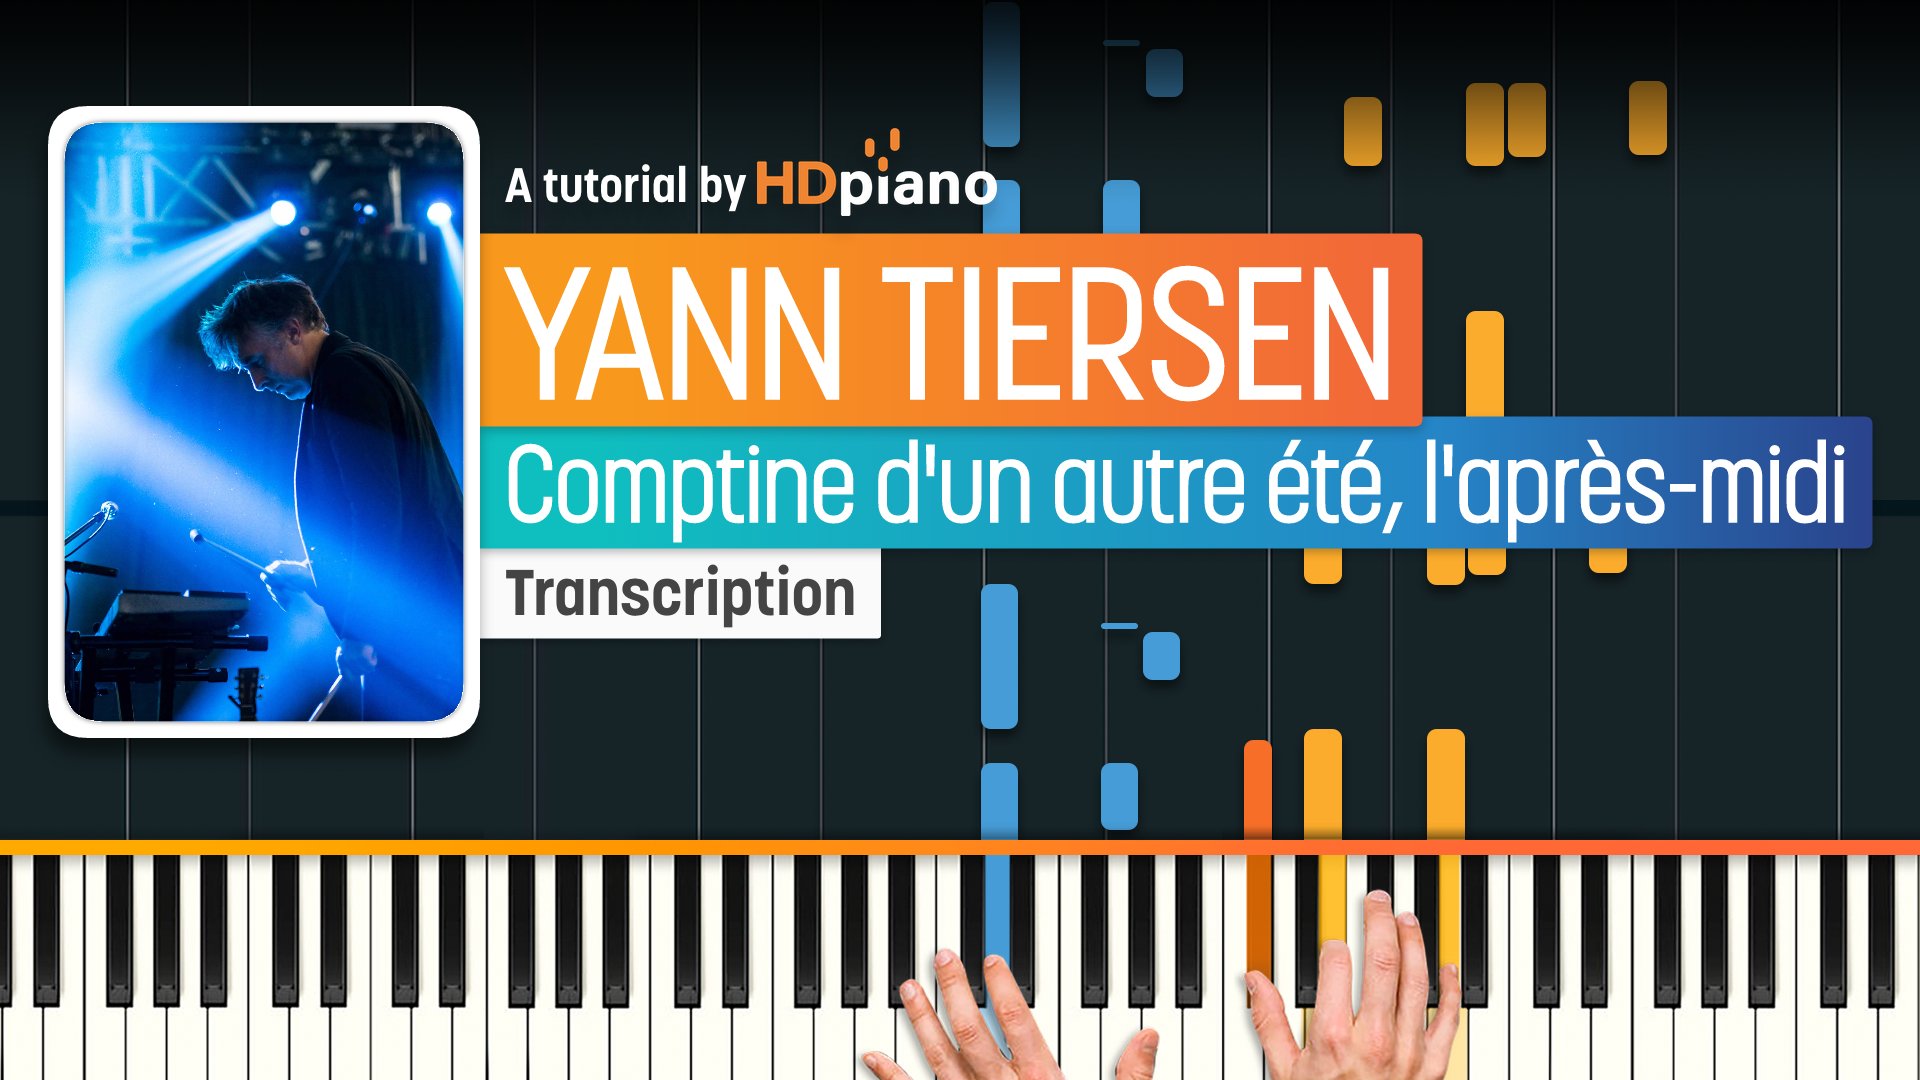 A tutorial by HDpiano
YANN TIERSEN
Comptine d'un autre été, l'après-midi
Transcription